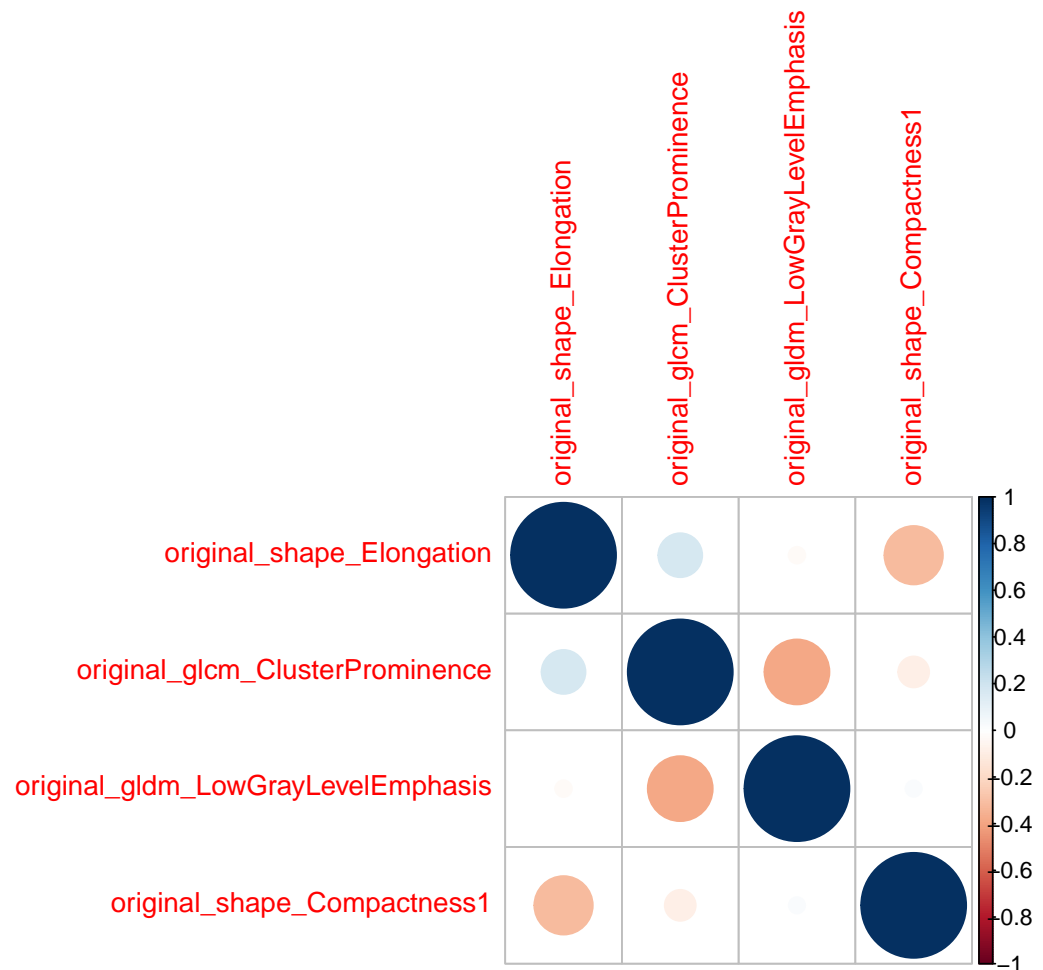 original_shape_Elongation
original_glcm_ClusterProminence
original_gldm_LowGrayLevelEmphasis
original_shape_Compactness1
original_shape_Elongation
original_glcm_ClusterProminence
original_gldm_LowGrayLevelEmphasis
original_shape_Compactness1
1
0.8
0.6
0.4
0.2
0
−0.2
−0.4
−0.6
−0.8
−1